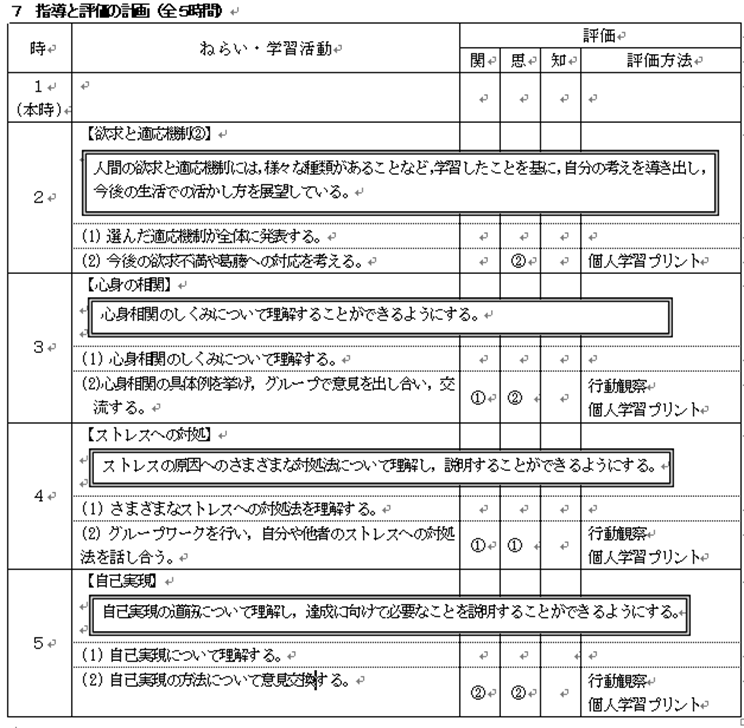 7 指導と評価の計画(全5時間)
時 ねらい・学習活動 評価
関 思 知 評価方法
1
(本時)
2
【欲求と適応機制②】
人間の欲求と適応機制には,様々な種類があることなど,学習したことを基に,自分の考えを導き出し,
今後の生活での活かし方を展望している。
(1) 選んだ適応機制が全体に発表する。
(2) 今後の欲求不満や葛藤への対応を考える。 ② 個人学習プリント
3
【心身の相関】
心身相関のしくみについて理解することができるようにする。
(1) 心身相関のしくみについて理解する。
(2)心身相関の具体例を挙げ,グループで意見を出し合い,交
流する。
① ② 行動観察
個人学習プリント
4
【ストレスへの対処】
ストレスの原因へのさまざまな対処法について理解し,説明することができるようにする。
(1) さまざまなストレスへの対処法を理解する。
(2) グループワークを行い,自分や他者のストレスへの対処
法を話し合う。
① ① 行動観察
個人学習プリント
5
【自己実現】
自己実現の道筋について理解し,達成に向けて必要なことを説明することができるようにする。
(1) 自己実現について理解する。
(2) 自己実現の方法について意見交換する。
② ② 行動観察
個人学習プリント